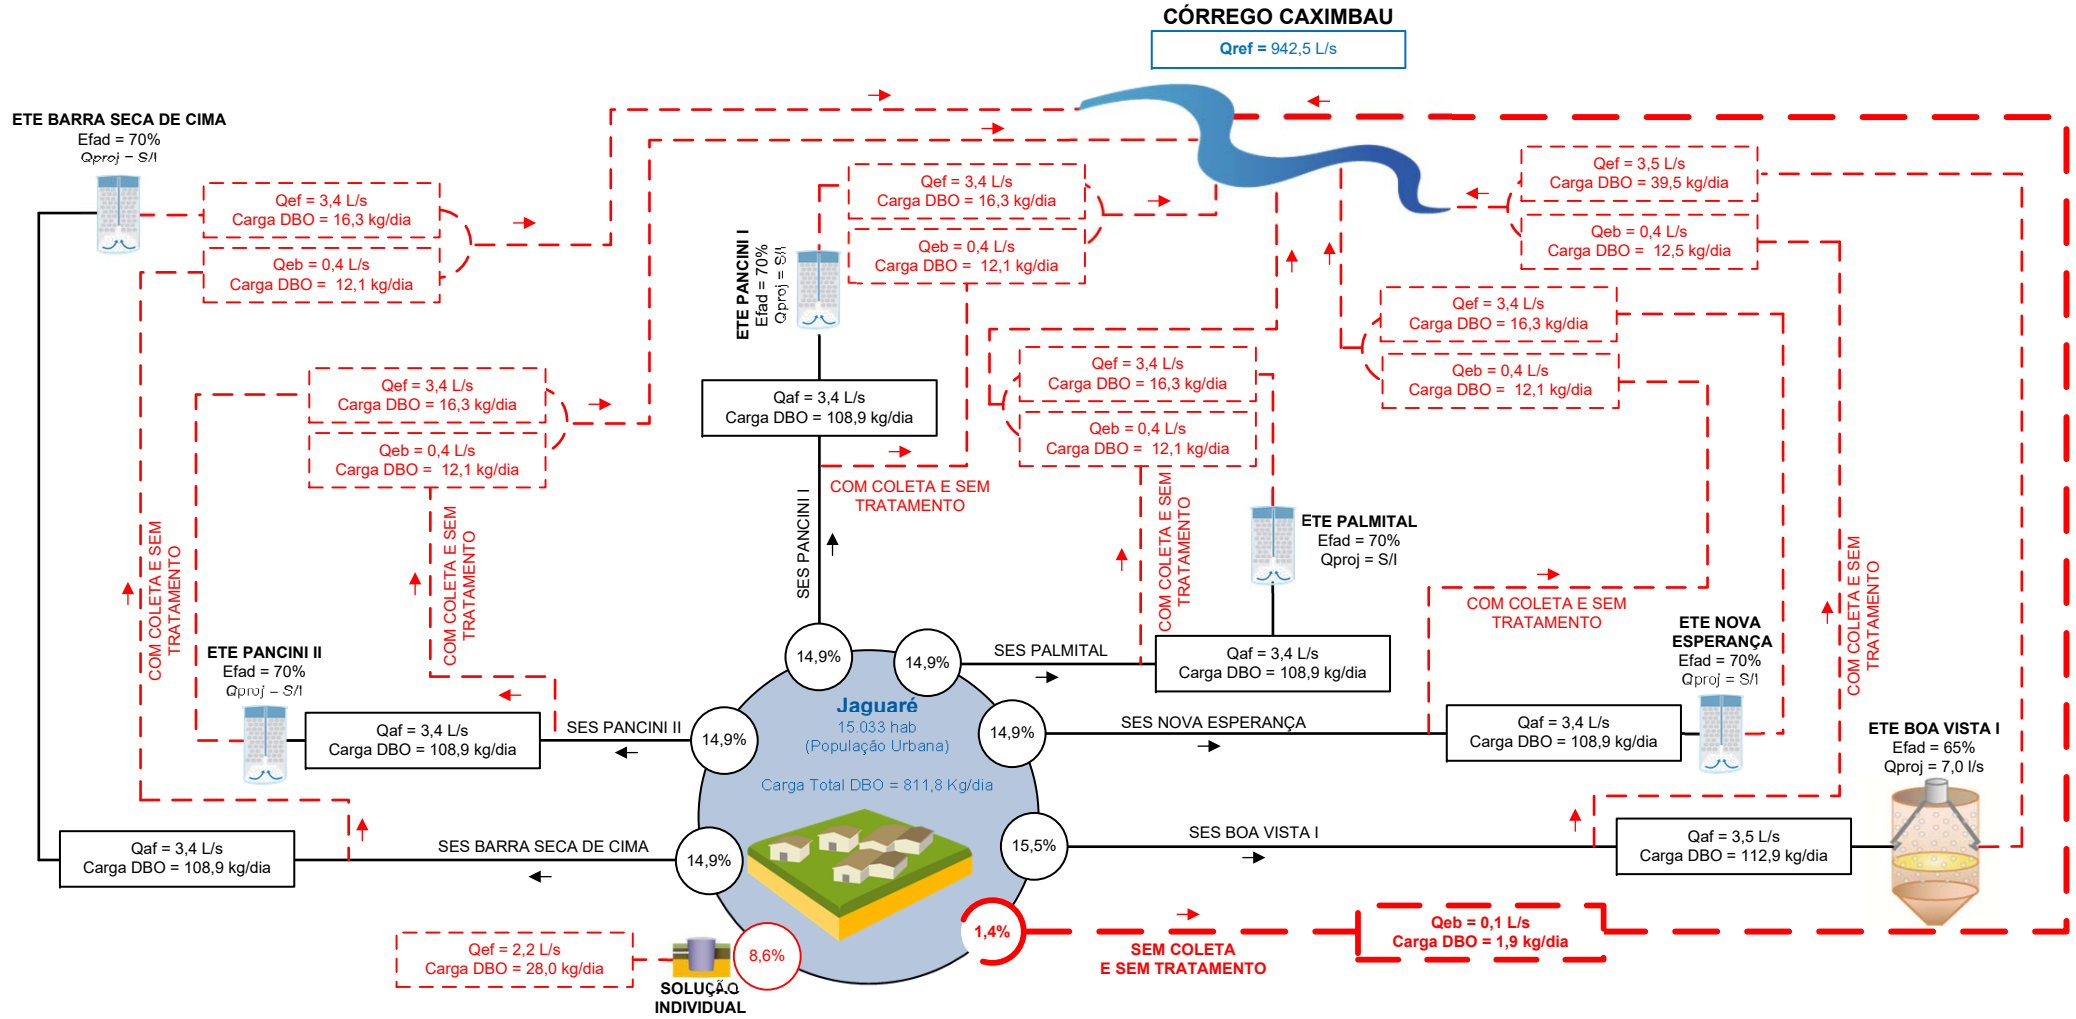 CÓRREGO CAXIMBAU
Qref = 942,5 L/s
ETE BARRA SECA DE CIMA
Efad = 70%
Qproj = S/I
Qef = 3,4 L/s
Carga DBO = 16,3 kg/dia
Qeb = 0,4 L/s
Carga DBO = 12,1 kg/dia
ETE PANCINI I
Efad = 70%
Qproj = S/I
Qef = 3,4 L/s
Carga DBO = 16,3 kg/dia
Qeb = 0,4 L/s
Carga DBO = 12,1 kg/dia
Qef = 3,5 L/s
Carga DBO = 39,5 kg/dia
Qeb = 0,4 L/s
Carga DBO = 12,5 kg/dia
Qef = 3,4 L/s
Carga DBO = 16,3 kg/dia
Qeb = 0,4 L/s
Carga DBO = 12,1 kg/dia
Qef = 3,4 L/s
Carga DBO = 16,3 kg/dia
Qeb = 0,4 L/s
Carga DBO = 12,1 kg/dia
Qaf = 3,4 L/s
Carga DBO = 108,9 kg/dia
Qef = 3,4 L/s
Carga DBO = 16,3 kg/dia
Qeb = 0,4 L/s
Carga DBO = 12,1 kg/dia
COM COLETA E SEM
TRATAMENTO
COM COLETA E SEM
TRATAMENTO
COM COLETA E SEM
TRATAMENTO
SES PANCINI I
COM COLETA E SEM
TRATAMENTO
ETE PALMITAL
Efad = 70%
Qproj = S/I
COM COLETA E SEM
TRATAMENTO
COM COLETA E SEM
TRATAMENTO
ETE NOVA
ESPERANÇA
Efad = 70%
Qproj = S/I
ETE PANCINI II
Efad = 70%
Qproj = S/I
Qaf = 3,4 L/s
Carga DBO = 108,9 kg/dia
SES PANCINI II
14,9%
14,9%
14,9%
SES PALMITAL
Qaf = 3,4 L/s
Carga DBO = 108,9 kg/dia
Jaguaré
15.033 hab
(População Urbana)
Carga Total DBO = 811,8 Kg/dia
14,9%
SES NOVA ESPERANÇA
Qaf = 3,4 L/s
Carga DBO = 108,9 kg/dia
ETE BOA VISTA I
Efad = 65%
Qproj = 7,0 l/s
Qaf = 3,4 L/s
Carga DBO = 108,9 kg/dia
SES BARRA SECA DE CIMA
14,9%
15,5%
SES BOA VISTA I
Qaf = 3,5 L/s
Carga DBO = 112,9 kg/dia
Qef = 2,2 L/s
Carga DBO = 28,0 kg/dia
SOLUÇÃO
INDIVIDUAL
8,6%
1,4%
SEM COLETA
E SEM TRATAMENTO
Qeb = 0,1 L/s
Carga DBO = 1,9 kg/dia